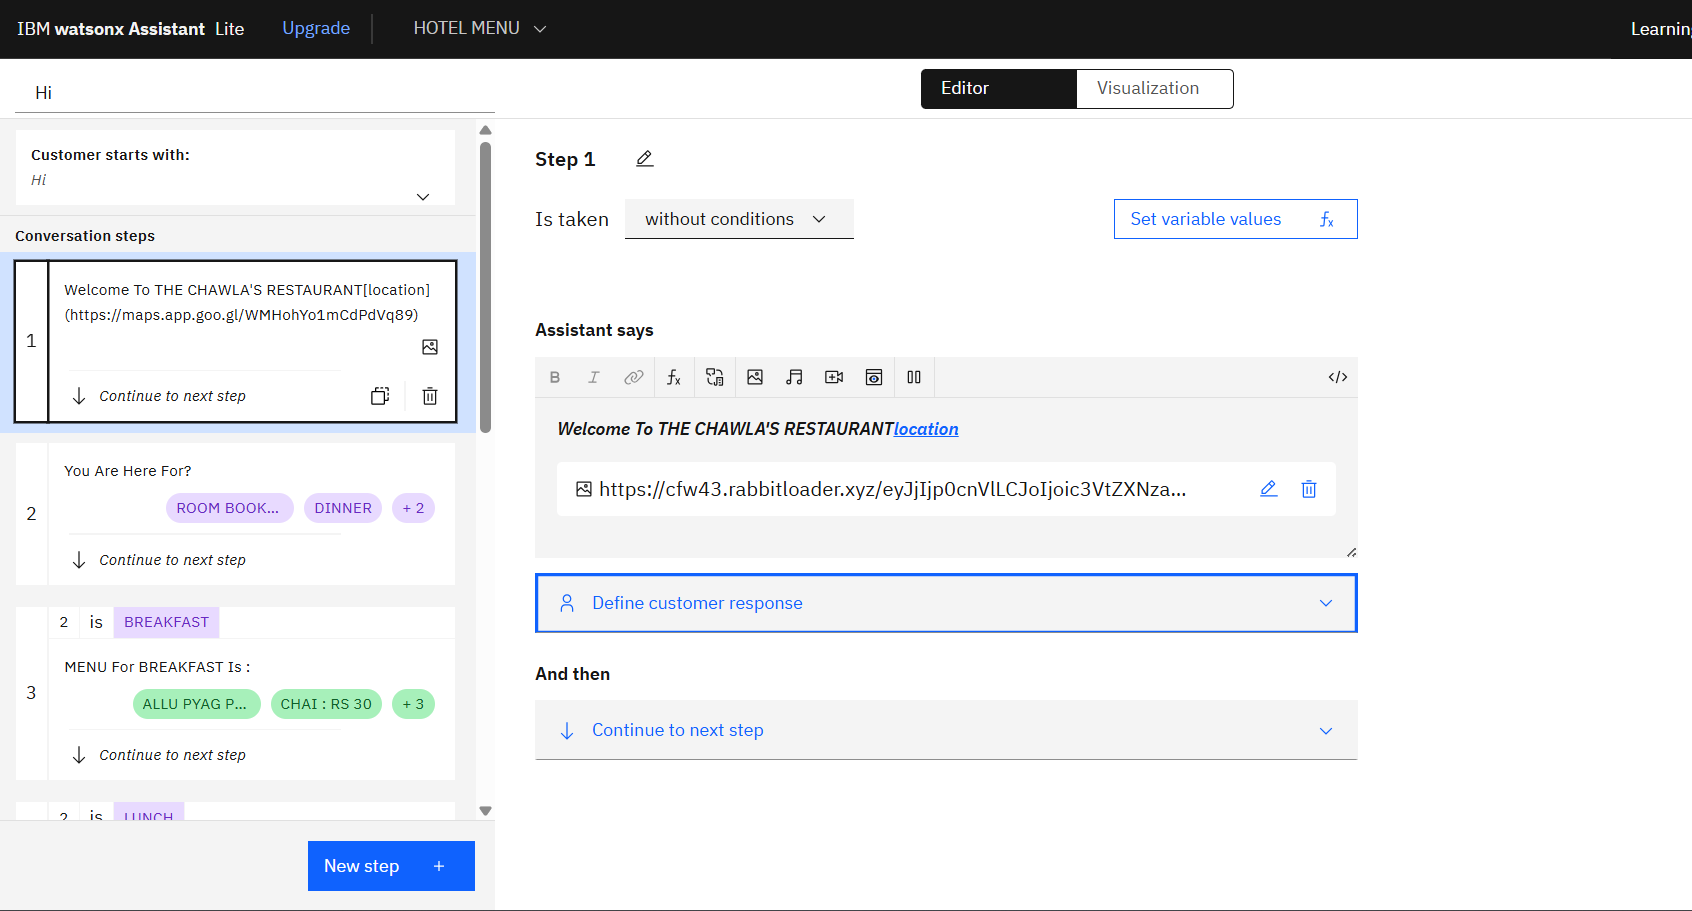 IBM watsonx Assistant Lite Upgrade HOTEL MENU Learning
Hi
Editor Visualization
Customer starts with:
Hi
Conversation steps
1
Welcome To THE CHAWLA'S RESTAURANT[location]
(https://maps.app.goo.gl/WMHohYo1mCdPdVq89)
Continue to next step
2
You Are Here For?
ROOM BOOK... DINNER + 2
Continue to next step
3
2 is BREAKFAST
MENU For BREAKFAST Is :
ALLU PYAG P... CHAI : RS 30 + 3
Continue to next step
2 is LUNCH
New step +
Step 1
Is taken without conditions Set variable values fx
Assistant says
B I fx </>
Welcome To THE CHAWLA'S RESTAURANTlocation
https://cfw43.rabbitloader.xyz/eyJjIjp0cnVlLCJoIjoic3VtZXNza...
Define customer response
And then
Continue to next step